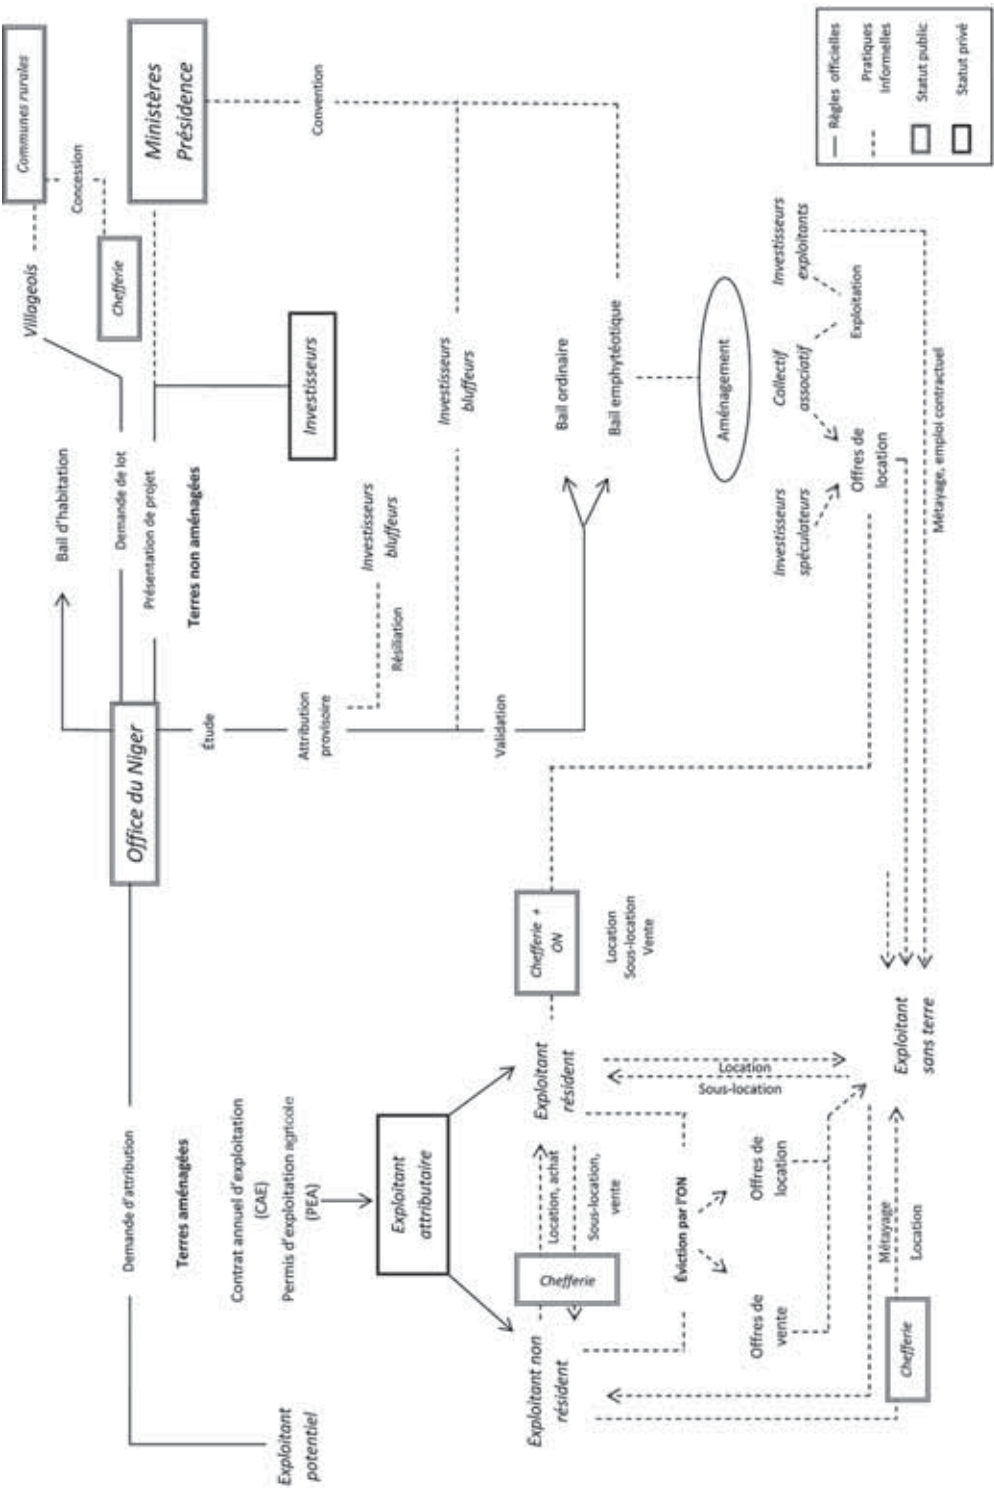 Communes rurales
Concession
Villageois
Chefferie
Ministères
Présidence
Convention
Bail d'habitation
Demande de lot
Présentation de projet
Terres non aménagées
Investisseurs
Office du Niger
Étude
Attribution
provisoire
Résiliation
Investisseurs
bluffeurs
Investisseurs
bluffeurs
Validation
Bail ordinaire
Bail emphytéotique
Aménagement
Investisseurs
spéculateurs
Collectif
associatif
Investisseurs
exploitants
Offres de
location
Exploitation
Métayage, emploi contractuel
Demande d'attribution
Terres aménagées
Exploitant
potentiel
Contrat annuel d'exploitation
(CAE)
Permis d'exploitation agricole
(PEA)
Exploitant
attributaire
Exploitant non
résident
Chefferie
Location, achat
Sous-location,
vente
Exploitant
résident
Chefferie +
ON
Location
Sous-location
Vente
Éviction par l'ON
Offres de
vente
Offres de
location
Location
Sous-location
Chefferie
Métayage
Location
Exploitant
sans terre
Règles officielles
Pratiques
informelles
Statut public
Statut privé